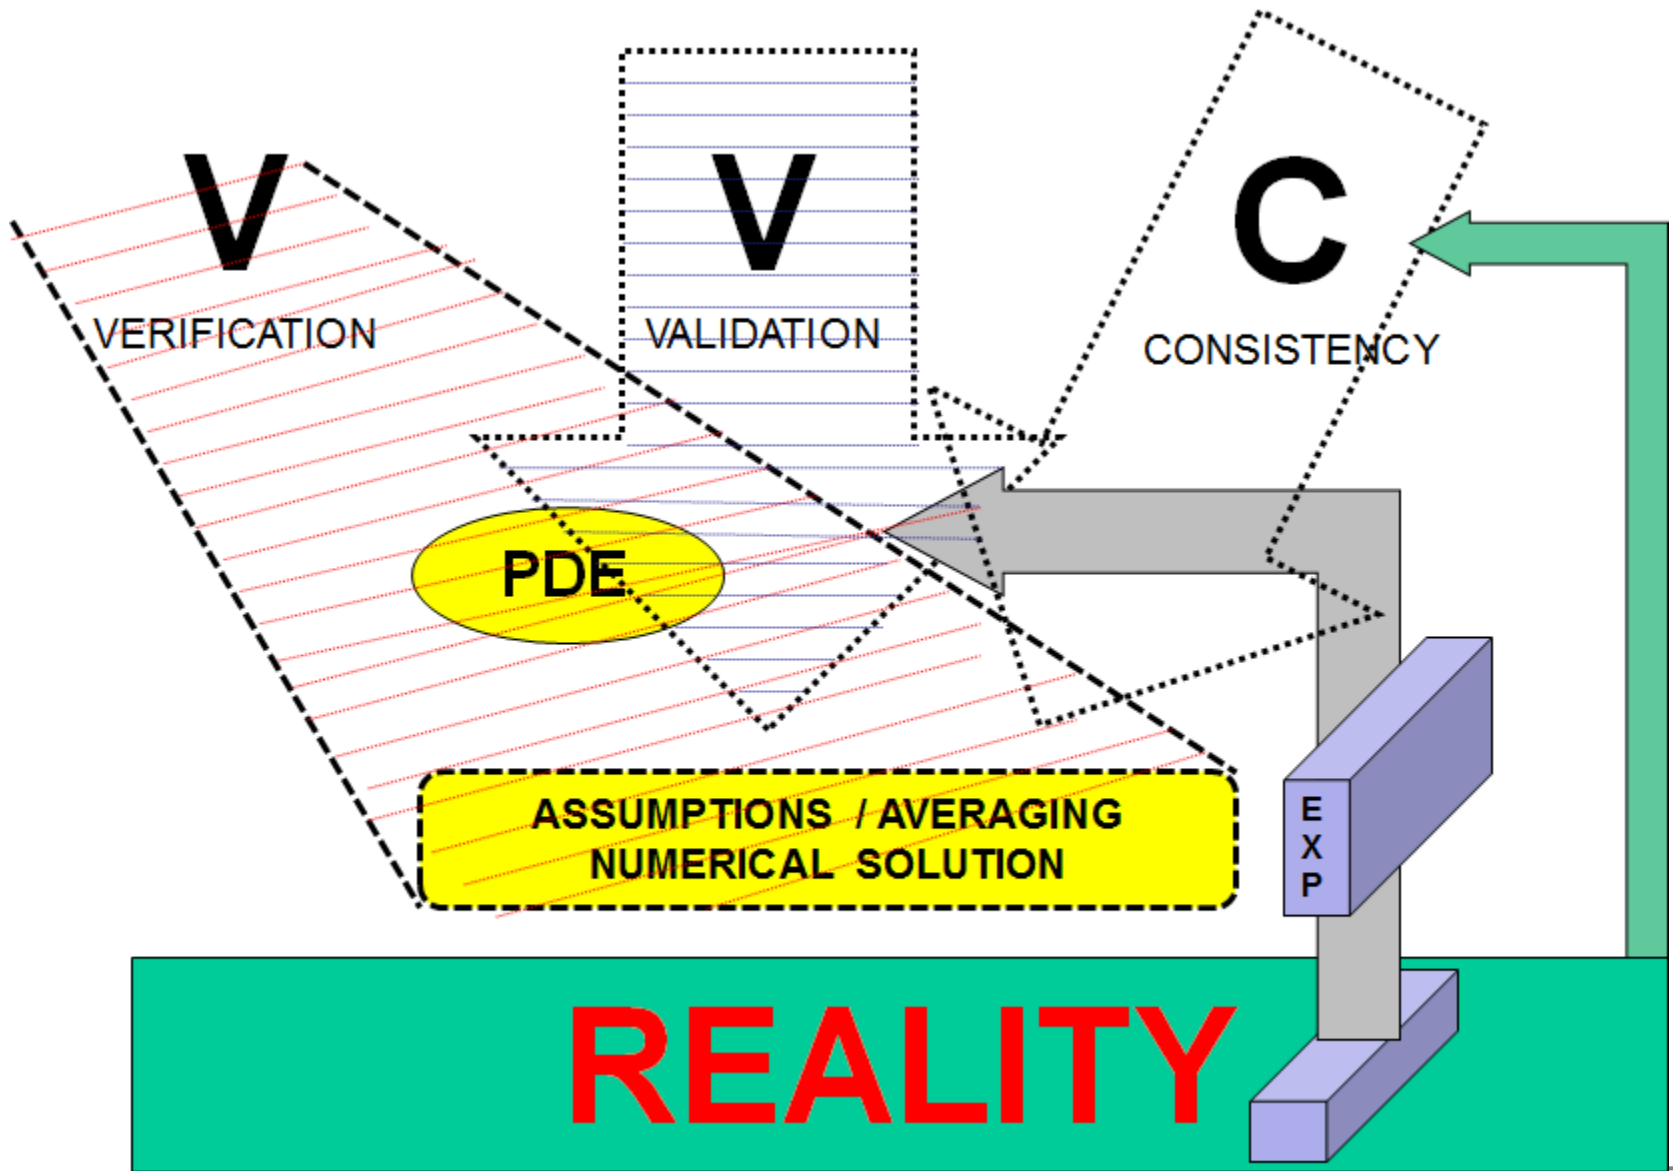 V
V
C
VERIFICATION
VALIDATION
CONSISTENCY
PDE
ASSUMPTIONS / AVERAGING
NUMERICAL SOLUTION
E
X
P
REALITY